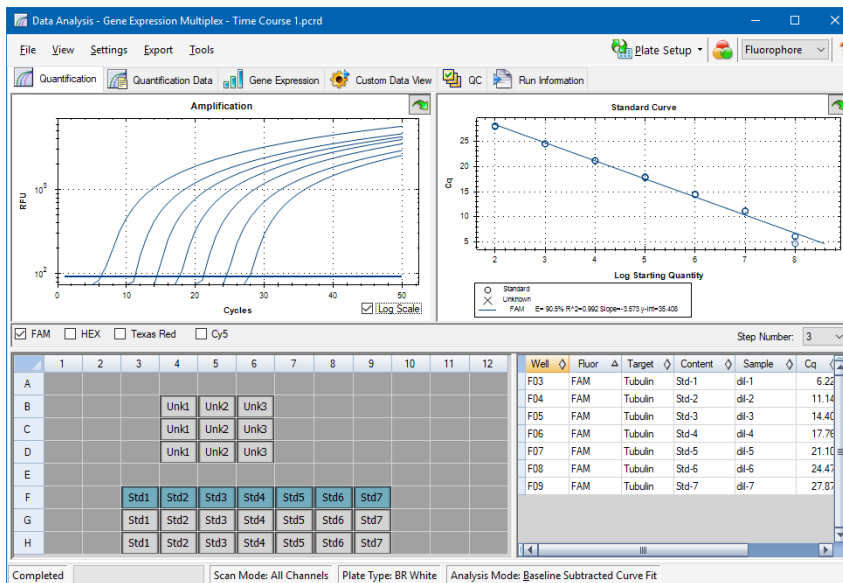 Data Analysis - Gene Expression Multiplex - Time Course 1.pcrd
File View Settings Export Tools Plate Setup Fluorophore
Quantification Quantification Data Gene Expression Custom Data View QC Run Information
Amplification
RFU
10^3
10^2
0 10 20 30 40 50
Cycles
Log Scale
Standard Curve
Cq
25
20
15
10
5
2 3 4 5 6 7 8
Log Starting Quantity
Standard
Unknown
FAM E= 90.5% R^2=0.992 Slope=-3.573 y-int=35.408
FAM HEX Texas Red Cy5 Step Number: 3
1 2 3 4 5 6 7 8 9 10 11 12
A
B Unk1 Unk2 Unk3
C Unk1 Unk2 Unk3
D Unk1 Unk2 Unk3
E
F Std1 Std2 Std3 Std4 Std5 Std6 Std7
G Std1 Std2 Std3 Std4 Std5 Std6 Std7
H Std1 Std2 Std3 Std4 Std5 Std6 Std7
Well Fluor Target Content Sample Cq
F03 FAM Tubulin Std-1 dil-1 6.22
F04 FAM Tubulin Std-2 dil-2 11.14
F05 FAM Tubulin Std-3 dil-3 14.40
F06 FAM Tubulin Std-4 dil-4 17.76
F07 FAM Tubulin Std-5 dil-5 21.10
F08 FAM Tubulin Std-6 dil-6 24.47
F09 FAM Tubulin Std-7 dil-7 27.87
Completed Scan Mode: All Channels Plate Type: BR White Analysis Mode: Baseline Subtracted Curve Fit